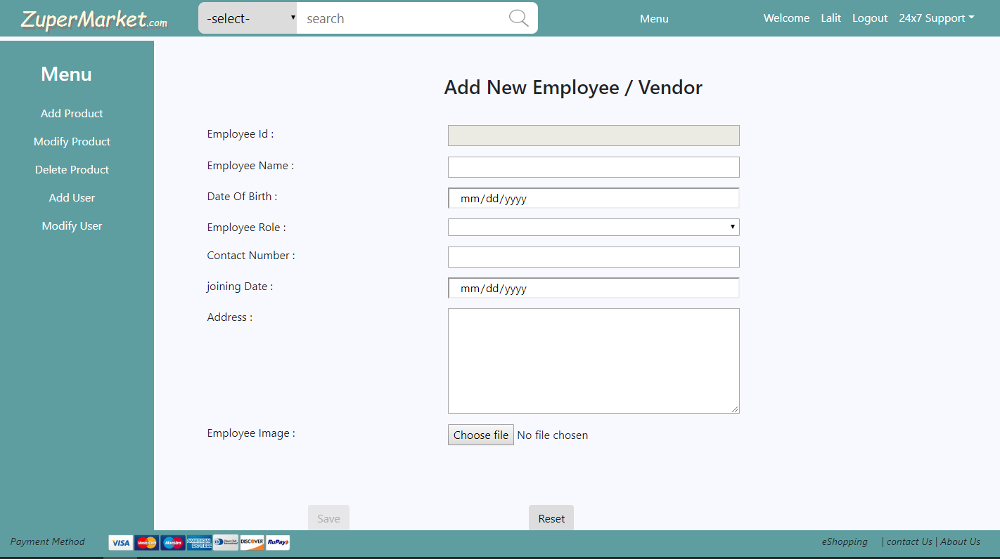 ZuperMarket.com -select- search Menu Welcome Lalit Logout 24x7 Support
Menu
Add Product
Modify Product
Delete Product
Add User
Modify User
Add New Employee / Vendor
Employee Id :
Employee Name :
Date Of Birth : mm/dd/yyyy
Employee Role :
Contact Number :
joining Date : mm/dd/yyyy
Address :
Employee Image : Choose file No file chosen
Save Reset
Payment Method VISA MasterCard Maestro AMERICAN EXPRESS Diners Club International DISCOVER RuPay eShopping | contact Us | About Us